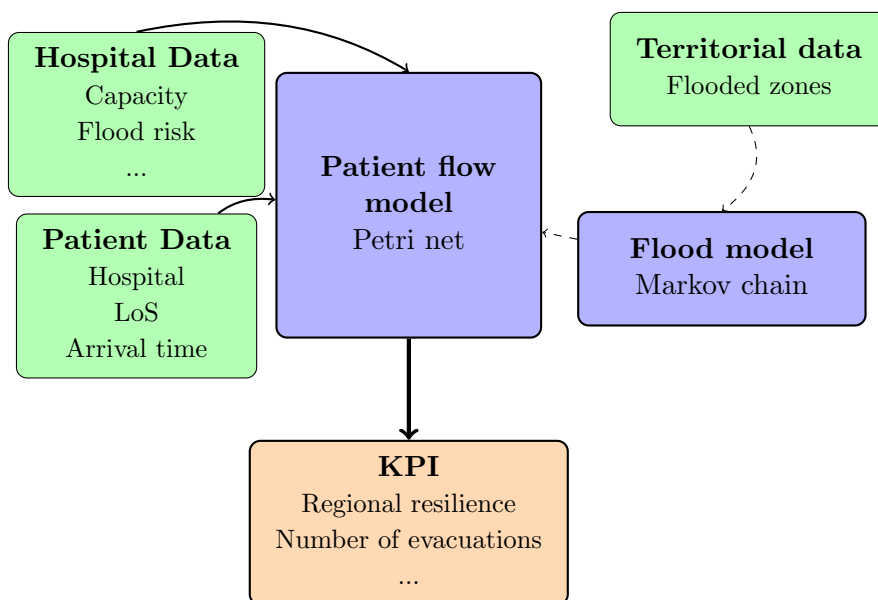 Hospital Data
Capacity
Flood risk
...
Patient Data
Hospital
LoS
Arrival time
Patient flow
model
Petri net
Territorial data
Flooded zones
Flood model
Markov chain
KPI
Regional resilience
Number of evacuations
...